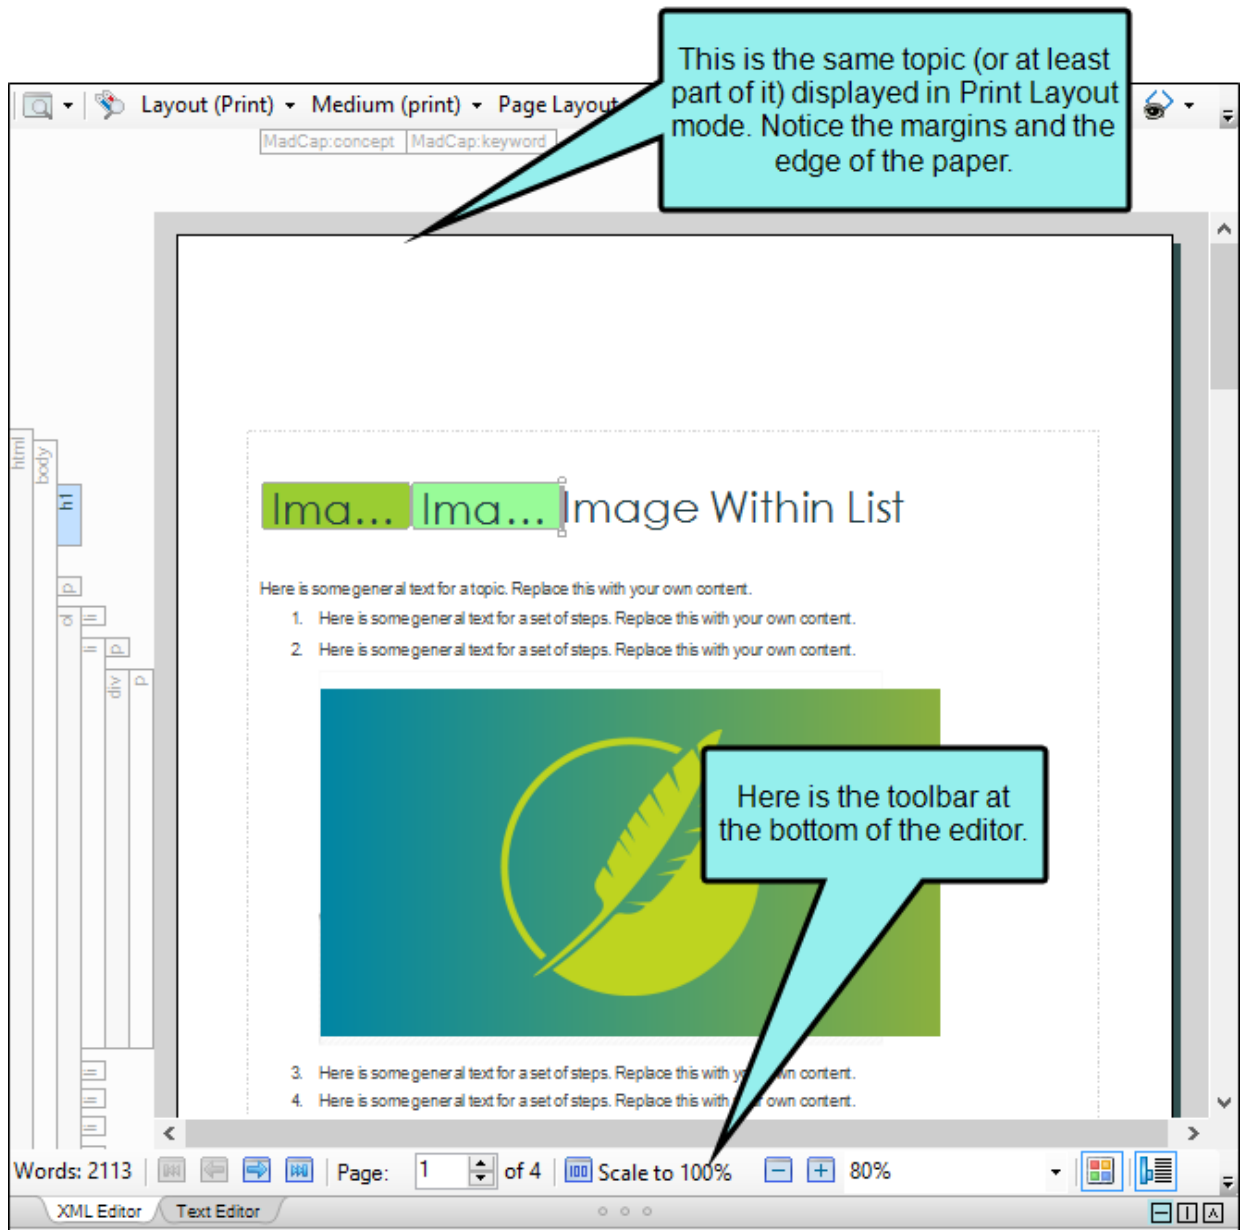 This is the same topic (or at least
part of it) displayed in Print Layout
mode. Notice the margins and the
edge of the paper.
Layout (Print) Medium (print) Page Layout
MadCap:concept MadCap:keyword
html
body
h1
p
ol
li
li
p
div
p
li
li
li
Ima... Ima... Image Within List
Here is some general text for a topic. Replace this with your own content.
1. Here is some general text for a set of steps. Replace this with your own content.
2. Here is some general text for a set of steps. Replace this with your own content.
Here is the toolbar at
the bottom of the editor.
3. Here is some general text for a set of steps. Replace this with your own content.
4. Here is some general text for a set of steps. Replace this with your own content.
Words: 2113 Page: 1 of 4 100 Scale to 100% 80%
XML Editor Text Editor